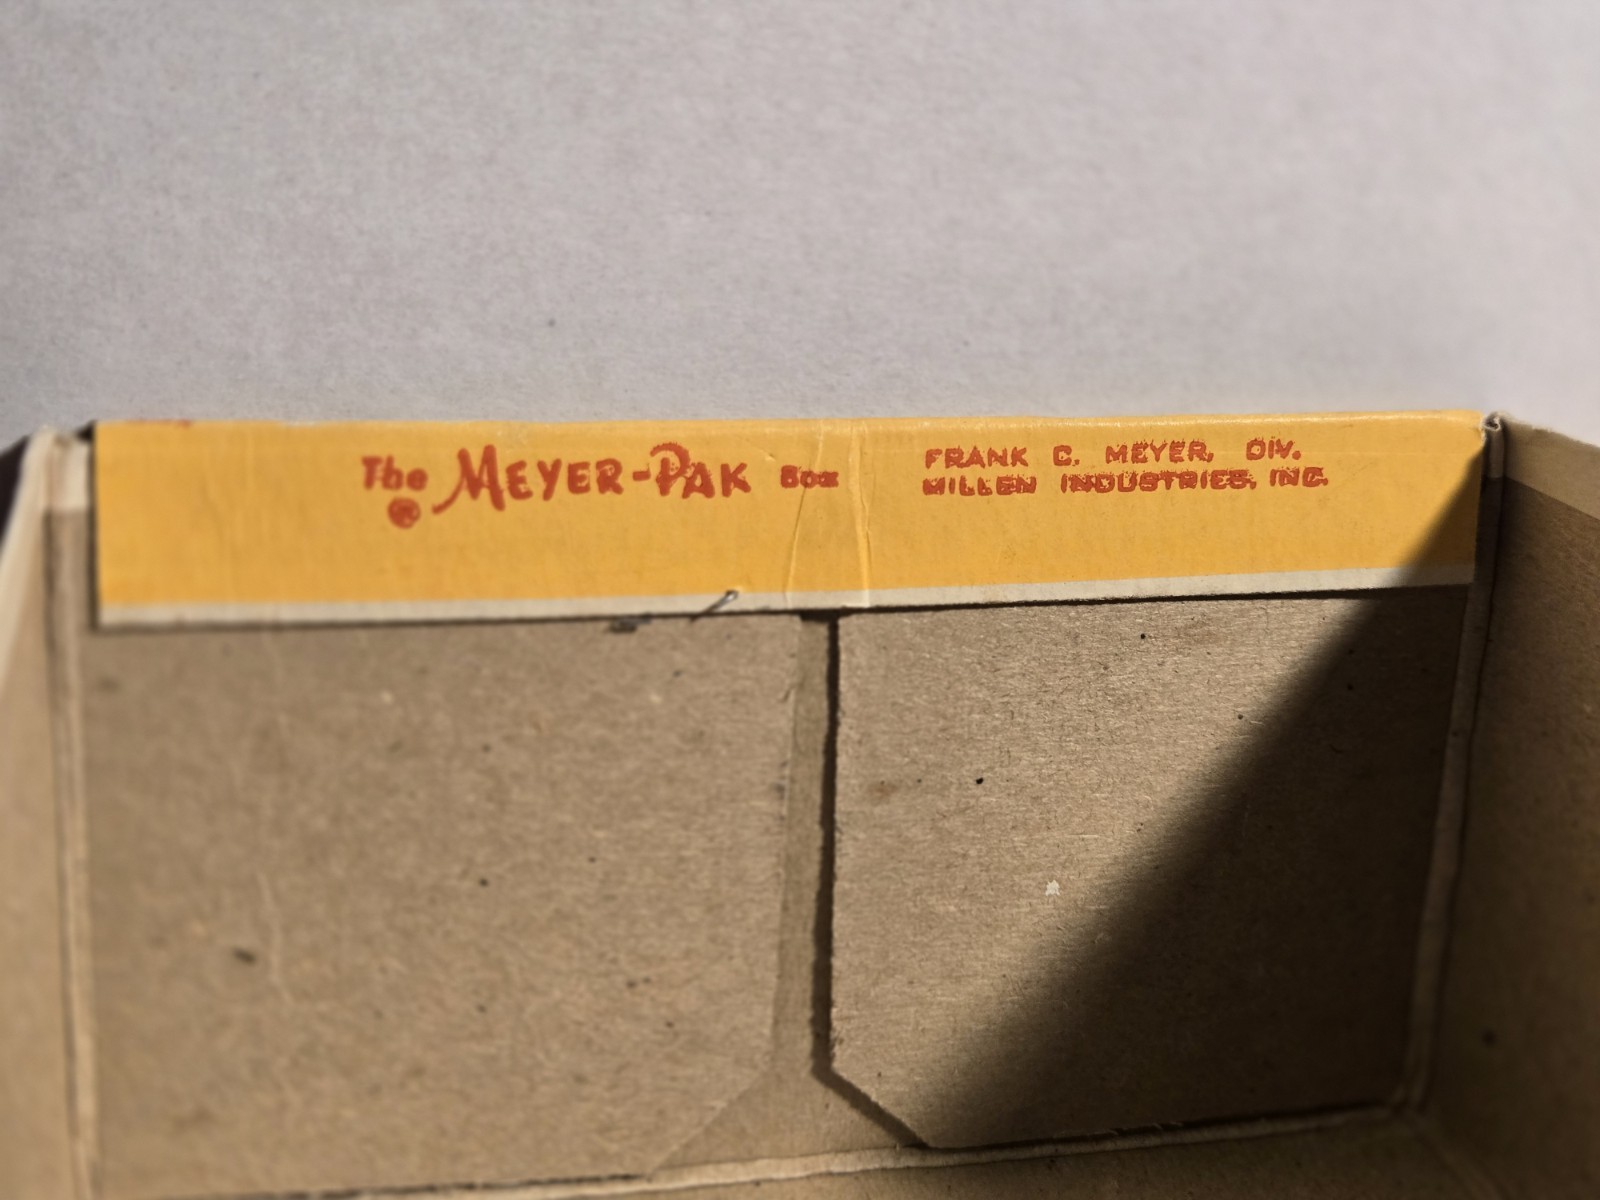 The MEYER-PAK Box
®
FRANK C. MEYER, DIV.
MILLEN INDUSTRIES, INC.